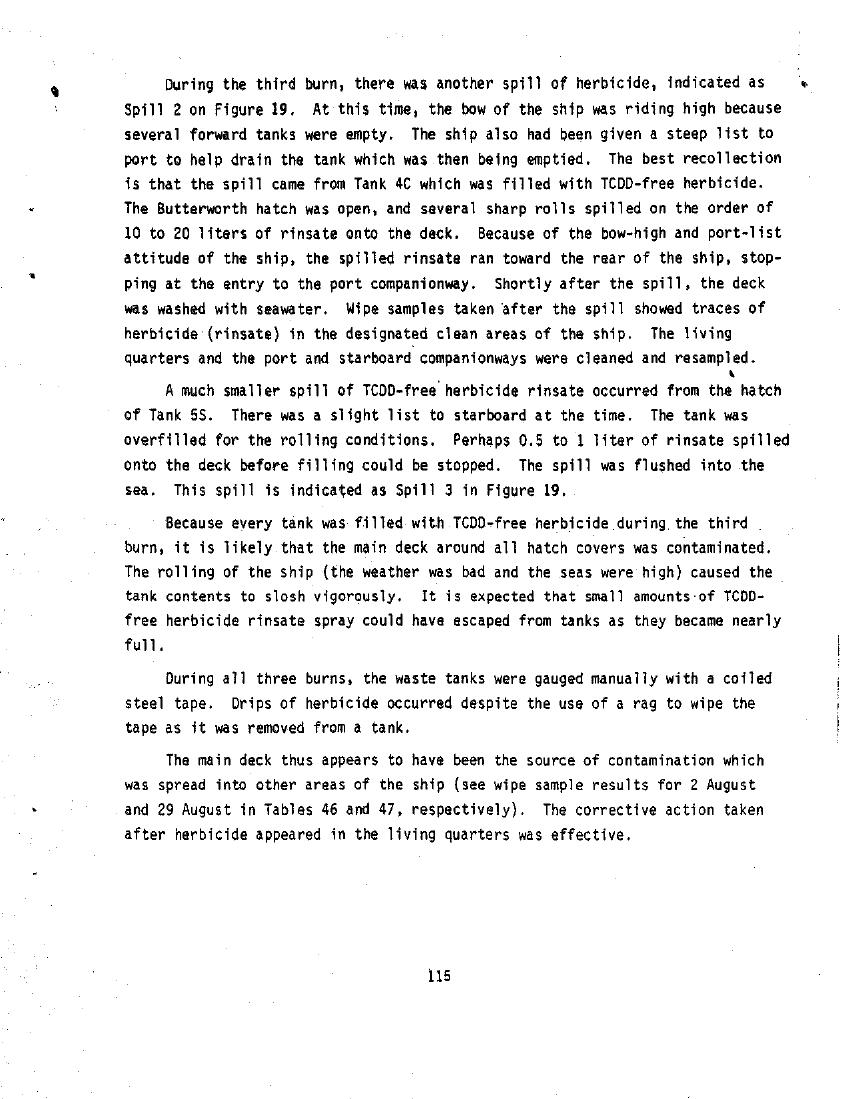 During the third burn, there was another spill of herbicide, indicated as
Spill 2 on Figure 19. At this time, the bow of the ship was riding high because
several forward tanks were empty. The ship also had been given a steep list to
port to help drain the tank which was then being emptied. The best recollection
is that the spill came from Tank 4C which was filled with TCDD-free herbicide.
The Butterworth hatch was open, and several sharp rolls spilled on the order of
10 to 20 liters of rinsate onto the deck. Because of the bow-high and port-list
attitude of the ship, the spilled rinsate ran toward the rear of the ship, stop-
ping at the entry to the port companionway. Shortly after the spill, the deck
was washed with seawater. Wipe samples taken after the spill showed traces of
herbicide (rinsate) in the designated clean areas of the ship. The living
quarters and the port and starboard companionways were cleaned and resampled.
A much smaller spill of TCDD-free herbicide rinsate occurred from the hatch
of Tank 5S. There was a slight list to starboard at the time. The tank was
overfilled for the rolling conditions. Perhaps 0.5 to 1 liter of rinsate spilled
onto the deck before filling could be stopped. The spill was flushed into the
sea. This spill is indicated as Spill 3 in Figure 19.
Because every tank was filled with TCDD-free herbicide during the third
burn, it is likely that the main deck around all hatch covers was contaminated.
The rolling of the ship (the weather was bad and the seas were high) caused the
tank contents to slosh vigorously. It is expected that small amounts of TCDD-
free herbicide rinsate spray could have escaped from tanks as they became nearly
full.
During all three burns, the waste tanks were gauged manually with a coiled
steel tape. Drips of herbicide occurred despite the use of a rag to wipe the
tape as it was removed from a tank.
The main deck thus appears to have been the source of contamination which
was spread into other areas of the ship (see wipe sample results for 2 August
and 29 August in Tables 46 and 47, respectively). The corrective action taken
after herbicide appeared in the living quarters was effective.
115